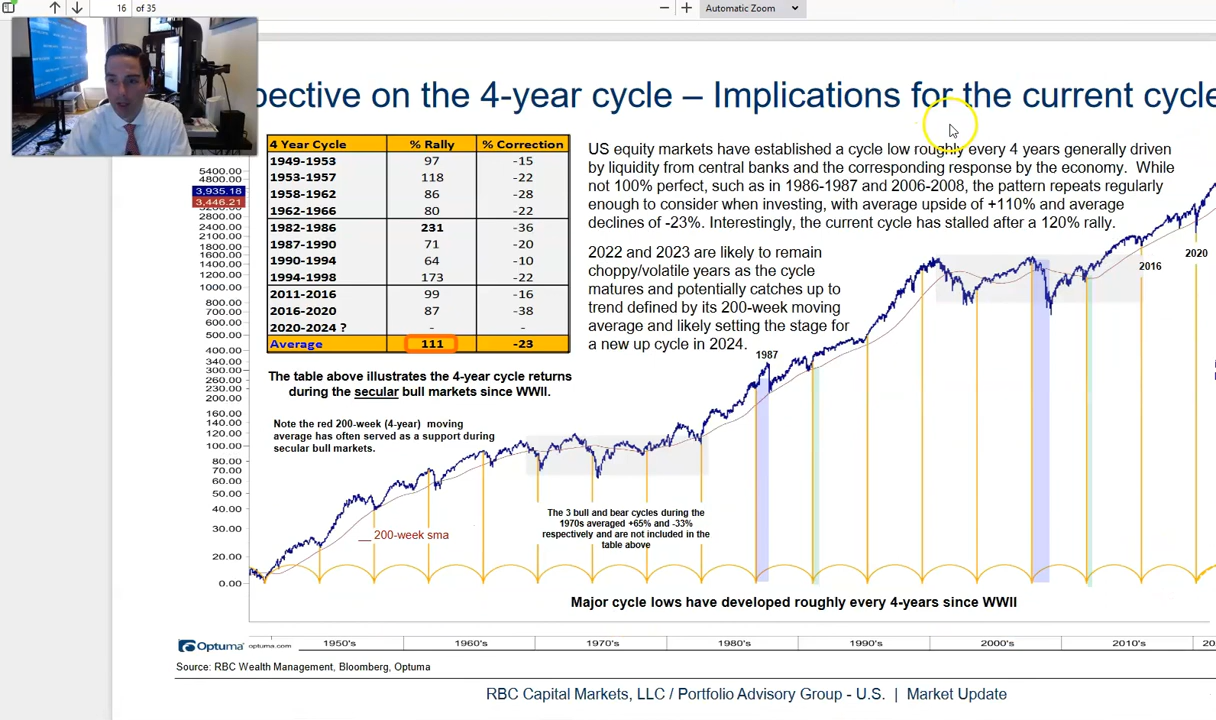 16 of 35
Automatic Zoom
pective on the 4-year cycle – Implications for the current cycle
4 Year Cycle % Rally % Correction
1949-1953 97 -15
1953-1957 118 -22
1958-1962 86 -28
1962-1966 80 -22
1982-1986 231 -36
1987-1990 71 -20
1990-1994 64 -10
1994-1998 173 -22
2011-2016 99 -16
2016-2020 87 -38
2020-2024 ? - -
Average 111 -23
The table above illustrates the 4-year cycle returns
during the secular bull markets since WWII.
Note the red 200-week (4-year) moving
average has often served as a support during
secular bull markets.
US equity markets have established a cycle low roughly every 4 years generally driven
by liquidity from central banks and the corresponding response by the economy. While
not 100% perfect, such as in 1986-1987 and 2006-2008, the pattern repeats regularly
enough to consider when investing, with average upside of +110% and average
declines of -23%. Interestingly, the current cycle has stalled after a 120% rally.
2022 and 2023 are likely to remain
choppy/volatile years as the cycle
matures and potentially catches up to
trend defined by its 200-week moving
average and likely setting the stage for
a new up cycle in 2024.
5400.00
4800.00
3,935.18
3,446.21
2800.00
2400.00
2100.00
1800.00
1600.00
1400.00
1200.00
1000.00
800.00
700.00
600.00
500.00
400.00
340.00
300.00
260.00
230.00
200.00
160.00
140.00
120.00
100.00
80.00
70.00
60.00
50.00
40.00
30.00
20.00
0.00
1987
2016
2020
__ 200-week sma
The 3 bull and bear cycles during the
1970s averaged +65% and -33%
respectively and are not included in the
table above
Major cycle lows have developed roughly every 4-years since WWII
Optuma optuma.com
1950's 1960's 1970's 1980's 1990's 2000's 2010's 20
Source: RBC Wealth Management, Bloomberg, Optuma
RBC Capital Markets, LLC / Portfolio Advisory Group - U.S. | Market Update